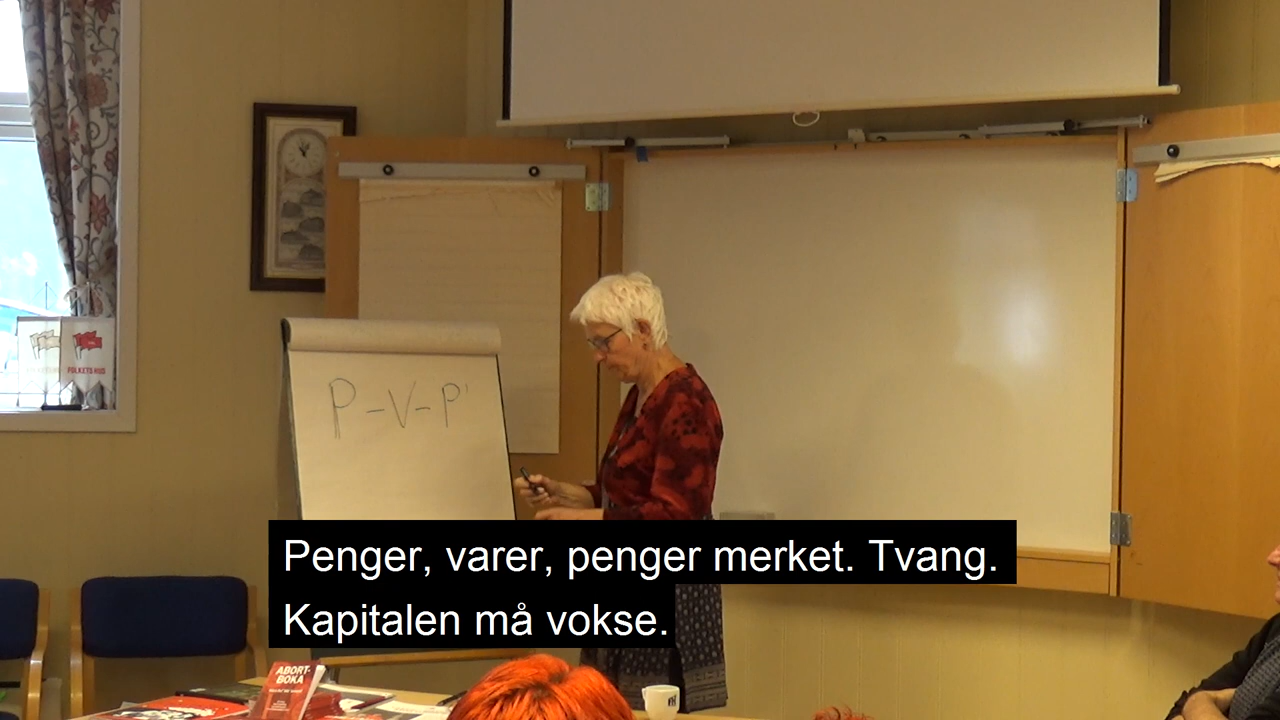 FOLKETS HUS
P – V – P'
Penger, varer, penger merket. Tvang.
Kapitalen må vokse.
ABORT-
BOKA